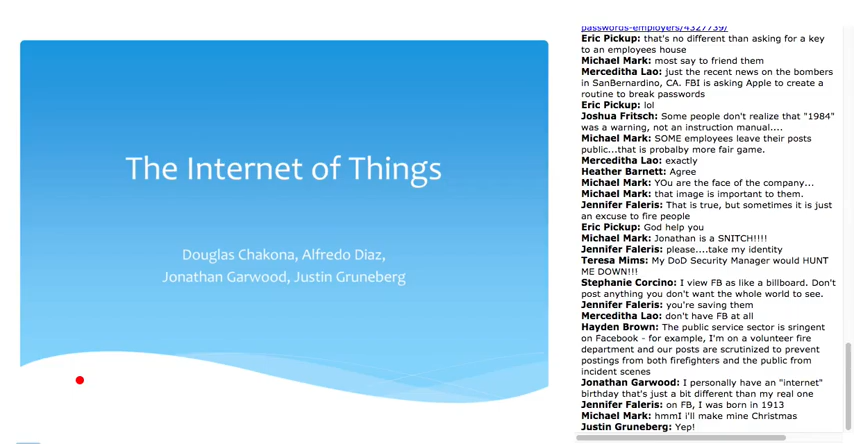 The Internet of Things
Douglas Chakona, Alfredo Diaz,
Jonathan Garwood, Justin Gruneberg
passwords-employers/4327739/
Eric Pickup: that's no different than asking for a key
to an employees house
Michael Mark: most say to friend them
Merceditha Lao: just the recent news on the bombers
in SanBernardino, CA. FBI is asking Apple to create a
routine to break passwords
Eric Pickup: lol
Joshua Fritsch: Some people don't realize that "1984"
was a warning, not an instruction manual....
Michael Mark: SOME employees leave their posts
public...that is probalby more fair game.
Merceditha Lao: exactly
Heather Barnett: Agree
Michael Mark: YOu are the face of the company...
Michael Mark: that image is important to them.
Jennifer Faleris: That is true, but sometimes it is just
an excuse to fire people
Eric Pickup: God help you
Michael Mark: Jonathan is a SNITCH!!!!
Jennifer Faleris: please....take my identity
Teresa Mims: My DoD Security Manager would HUNT
ME DOWN!!!
Stephanie Corcino: I view FB as like a billboard. Don't
post anything you don't want the whole world to see.
Jennifer Faleris: you're saving them
Merceditha Lao: don't have FB at all
Hayden Brown: The public service sector is sringent
on Facebook - for example, I'm on a volunteer fire
department and our posts are scrutinized to prevent
postings from both firefighters and the public from
incident scenes
Jonathan Garwood: I personally have an "internet"
birthday that's just a bit different than my real one
Jennifer Faleris: on FB, I was born in 1913
Michael Mark: hmmI i'll make mine Christmas
Justin Gruneberg: Yep!